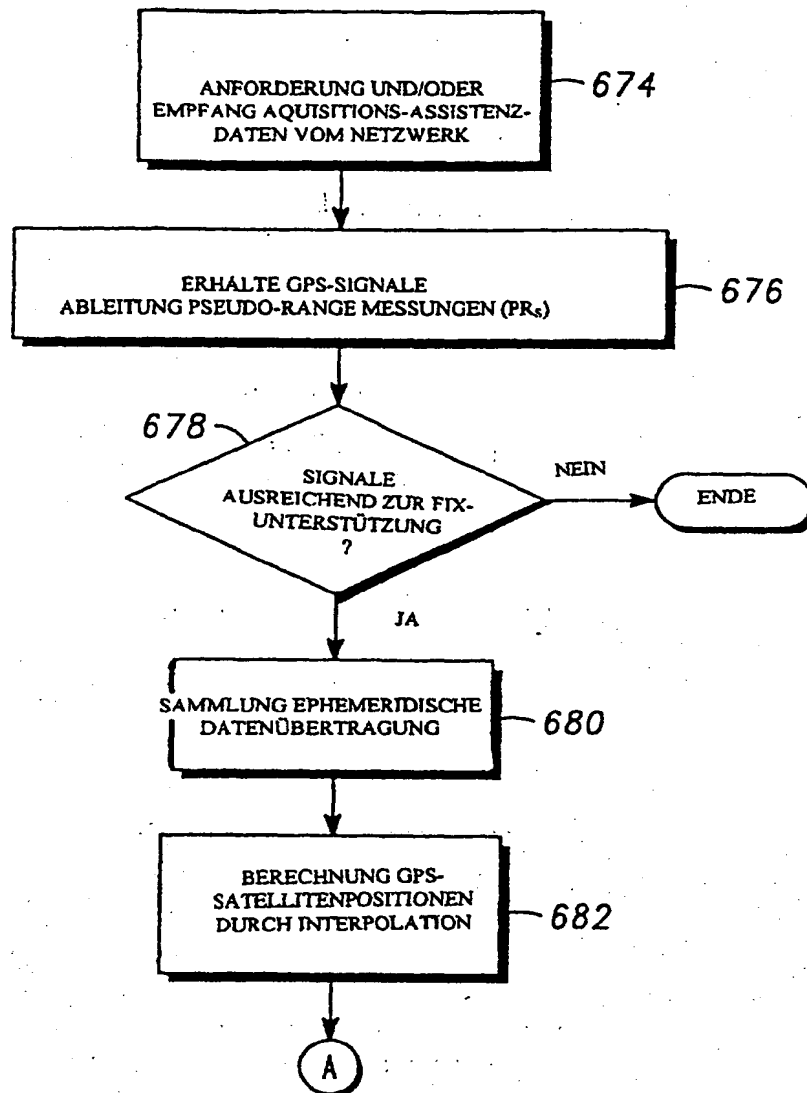 ANFORDERUNG UND/ODER
EMPFANG AQUISITIONS-ASSISTENZ-
DATEN VOM NETZWERK
674
ERHALTE GPS-SIGNALE
ABLEITUNG PSEUDO-RANGE MESSUNGEN (PRs)
676
678
SIGNALE
AUSREICHEND ZUR FIX-
UNTERSTÜTZUNG
?
NEIN
ENDE
JA
SAMMLUNG EPHEMERIDISCHE
DATENÜBERTRAGUNG
680
BERECHNUNG GPS-
SATELLITENPOSITIONEN
DURCH INTERPOLATION
682
A